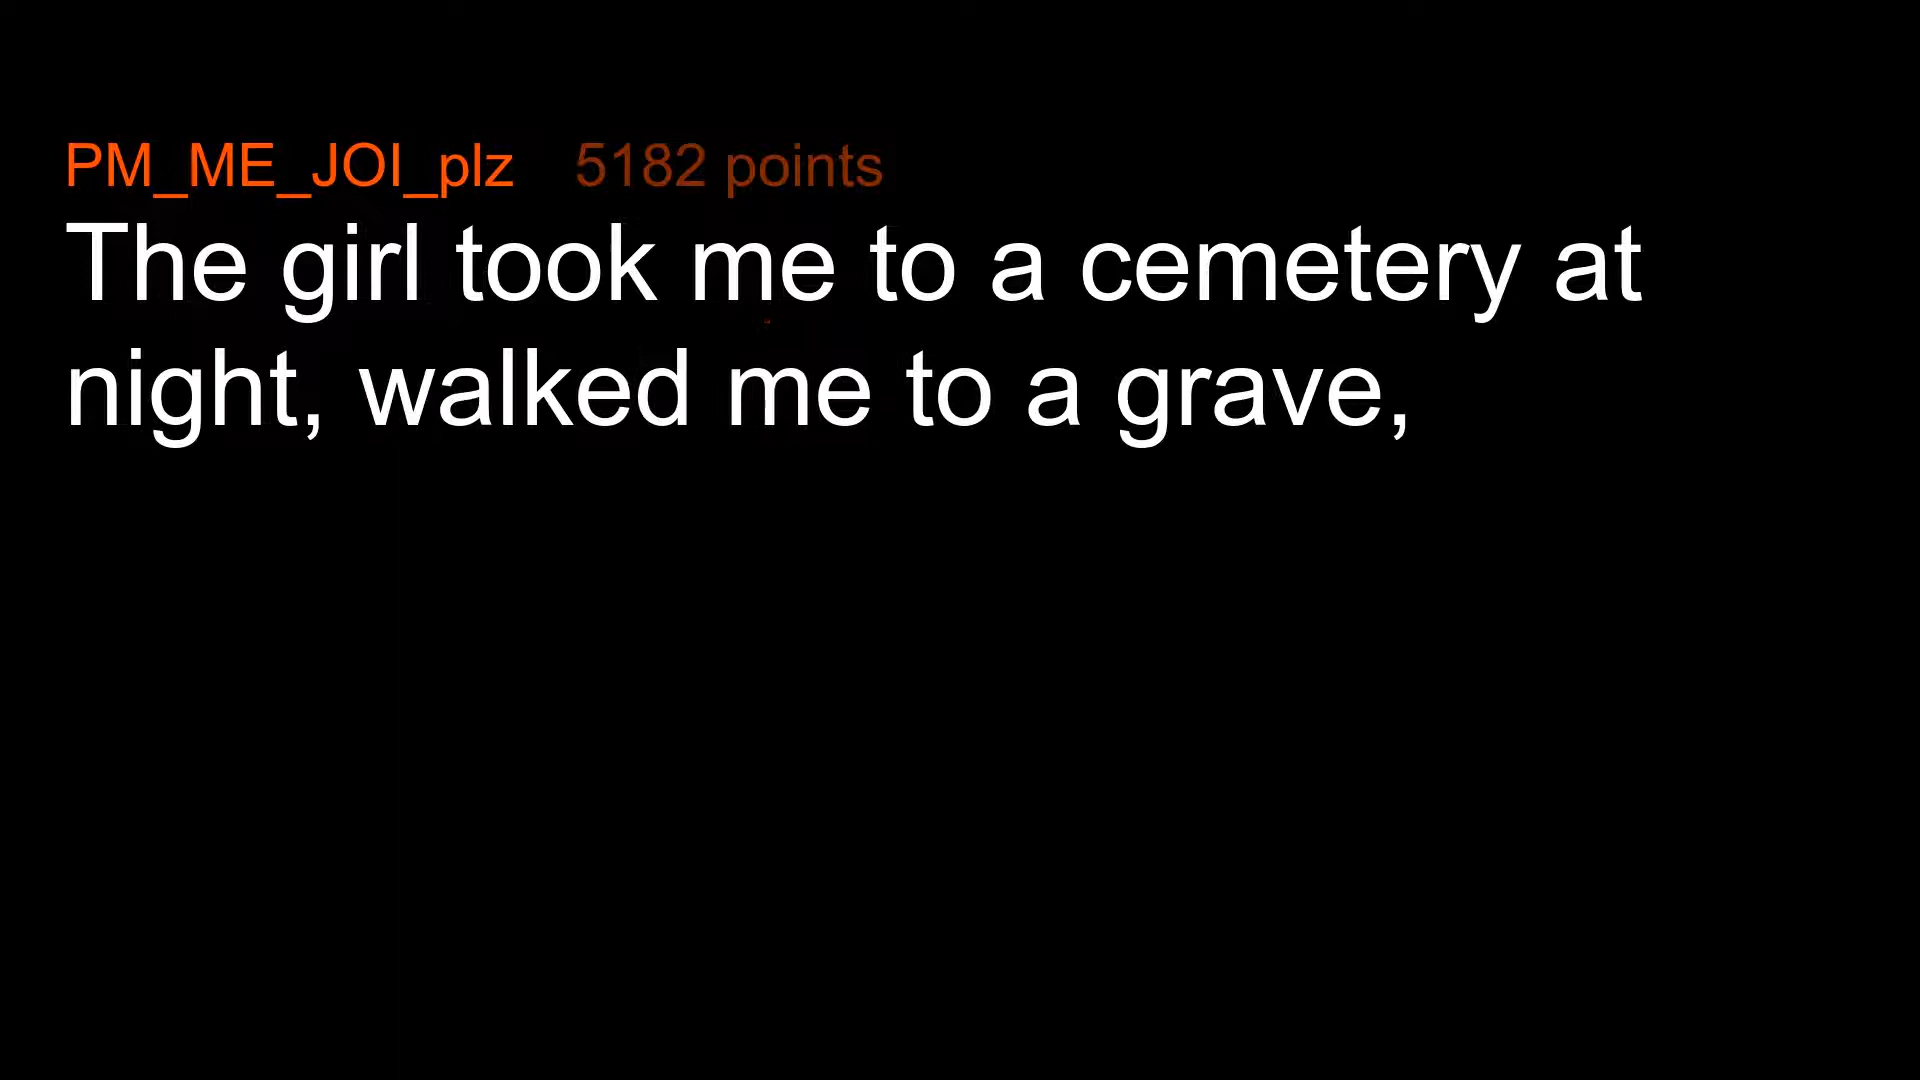 PM_ME_JOI_plz 5182 points
The girl took me to a cemetery at
night, walked me to a grave,